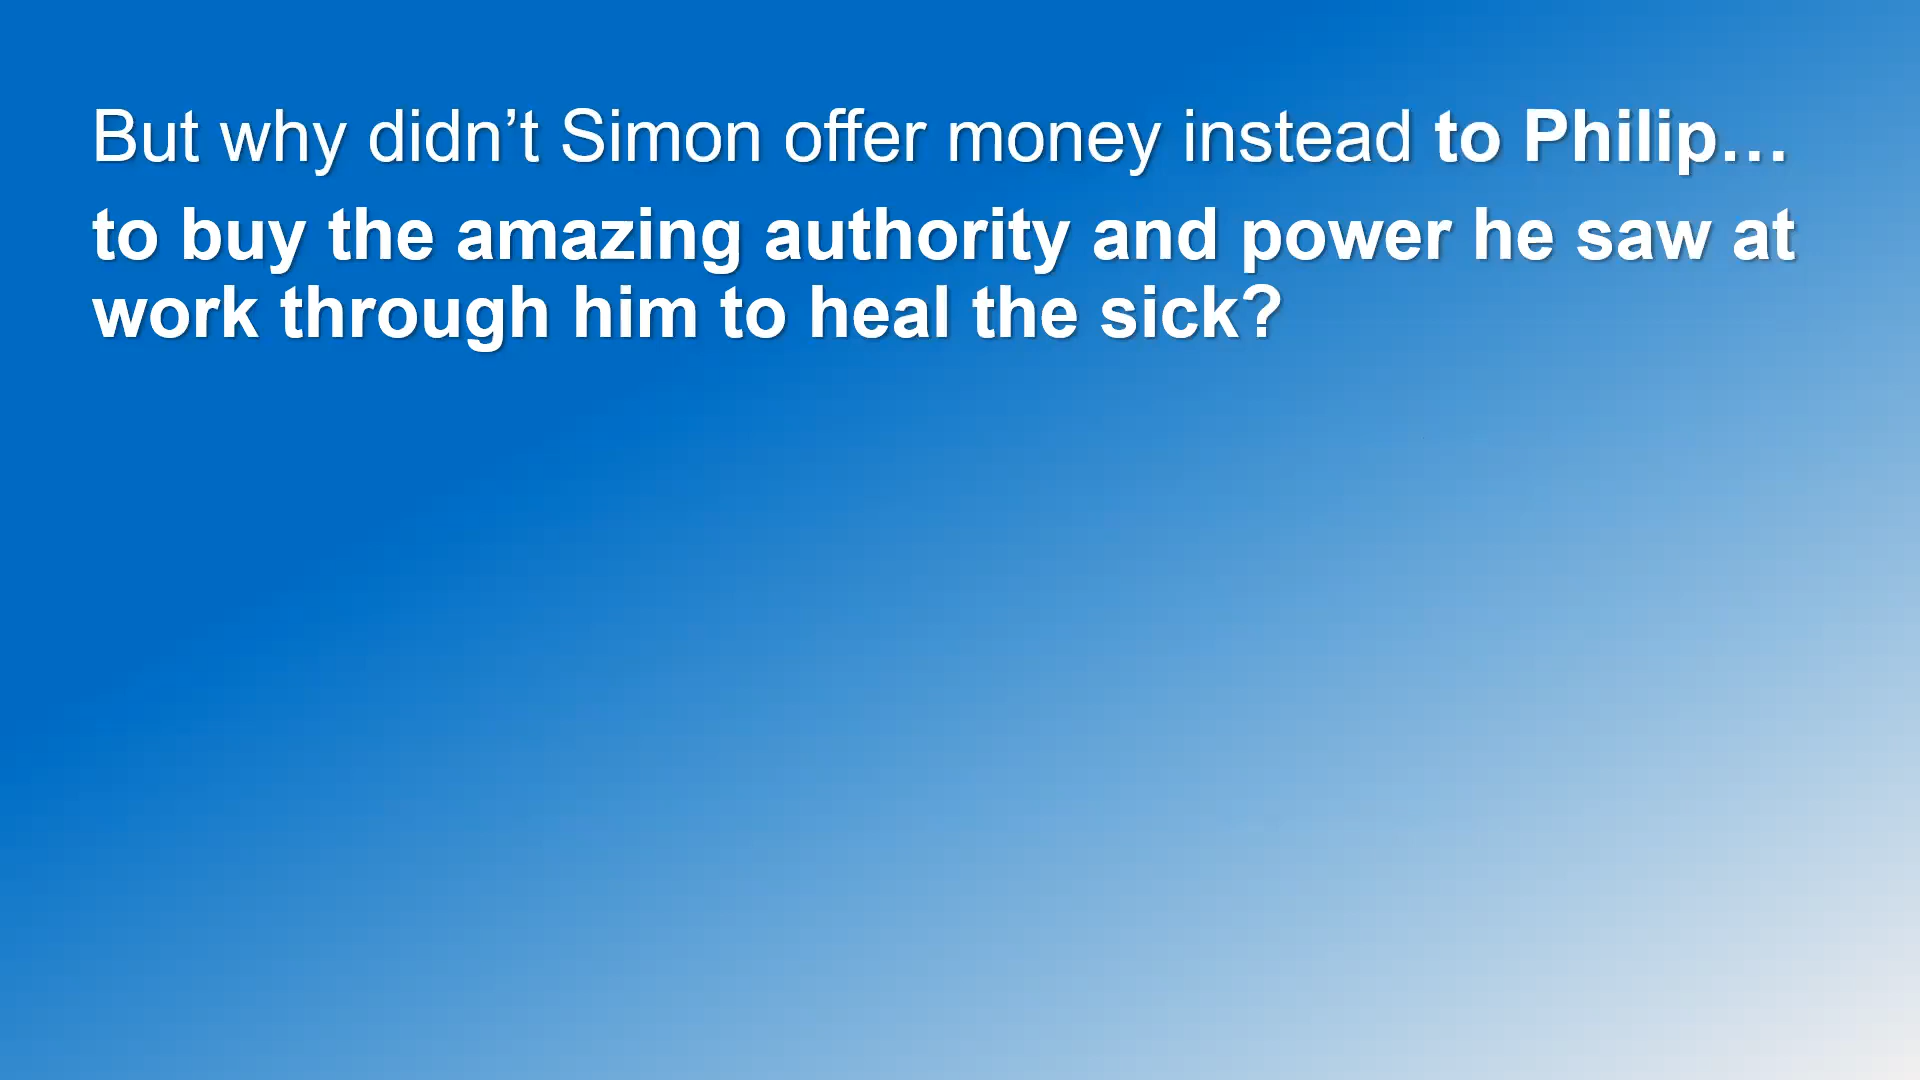 But why didn’t Simon offer money instead to Philip…
to buy the amazing authority and power he saw at
work through him to heal the sick?